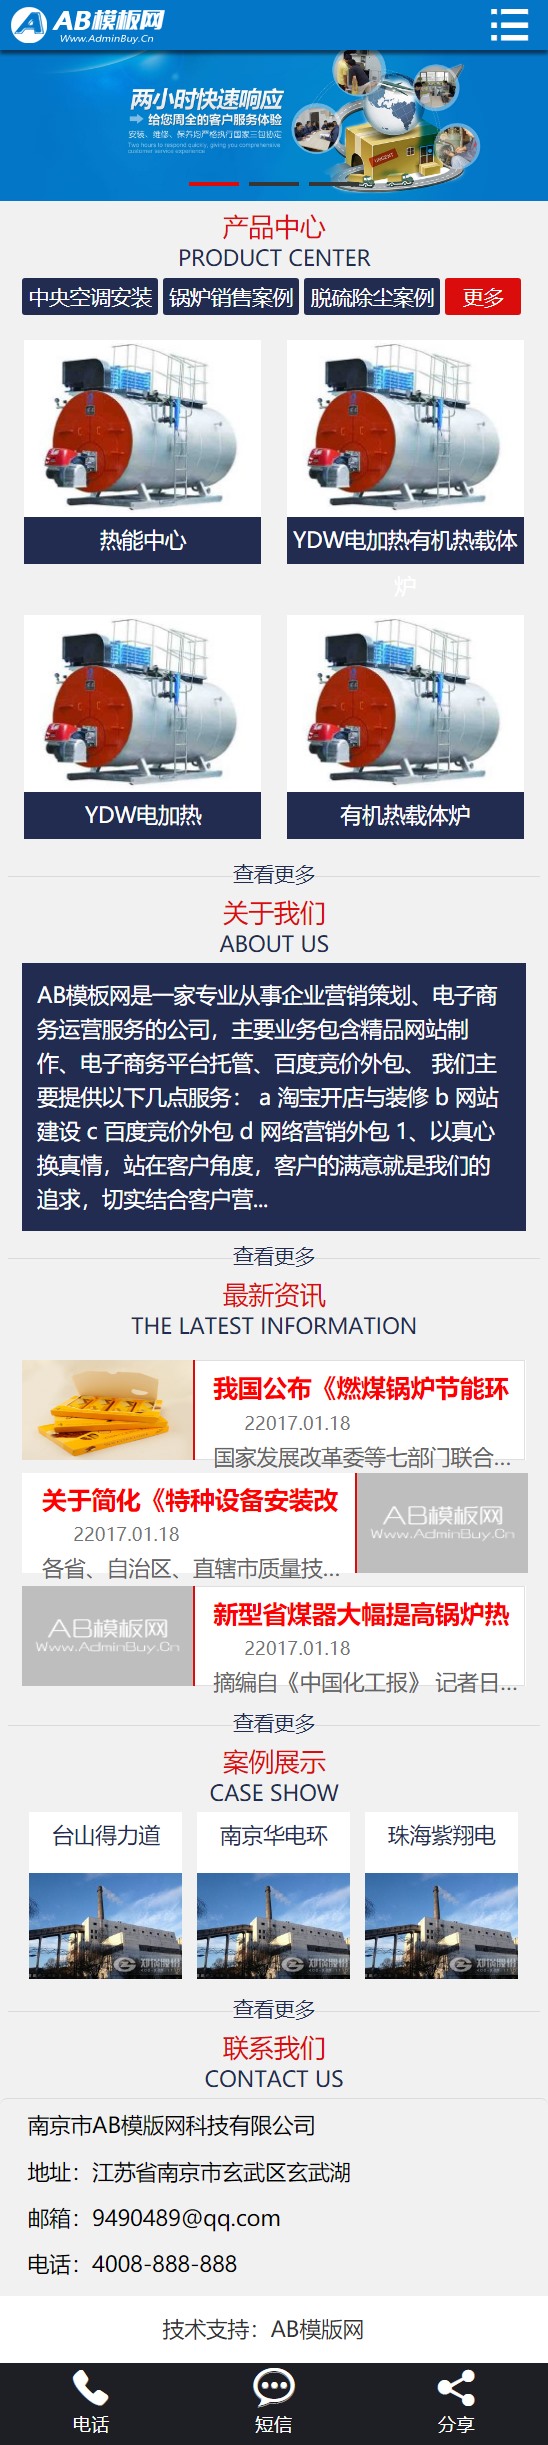 AB模板网
Www.AdminBuy.Cn
两小时快速响应
给您周全的客户服务体验
安装、维修、保养均严格执行国家三包协定
Two hours to respond quickly, giving you comprehensive
customer service experience
URGENT
产品中心
PRODUCT CENTER
中央空调安装 锅炉销售案例 脱硫除尘案例 更多
热能中心
YDW电加热有机热载体
炉
YDW电加热
有机热载体炉
查看更多
关于我们
ABOUT US
AB模板网是一家专业从事企业营销策划、电子商
务运营服务的公司，主要业务包含精品网站制
作、电子商务平台托管、百度竞价外包、 我们主
要提供以下几点服务： a 淘宝开店与装修 b 网站
建设 c 百度竞价外包 d 网络营销外包 1、以真心
换真情，站在客户角度，客户的满意就是我们的
追求，切实结合客户营...
查看更多
最新资讯
THE LATEST INFORMATION
我国公布《燃煤锅炉节能环
22017.01.18
国家发展改革委等七部门联合...
关于简化《特种设备安装改
22017.01.18
各省、自治区、直辖市质量技...
AB模板网
Www.AdminBuy.Cn
AB模板网
Www.AdminBuy.Cn
新型省煤器大幅提高锅炉热
22017.01.18
摘编自《中国化工报》 记者日...
查看更多
案例展示
CASE SHOW
台山得力道
南京华电环
珠海紫翔电
查看更多
联系我们
CONTACT US
南京市AB模版网科技有限公司
地址：江苏省南京市玄武区玄武湖
邮箱：9490489@qq.com
电话：4008-888-888
技术支持：AB模版网
电话
短信
分享